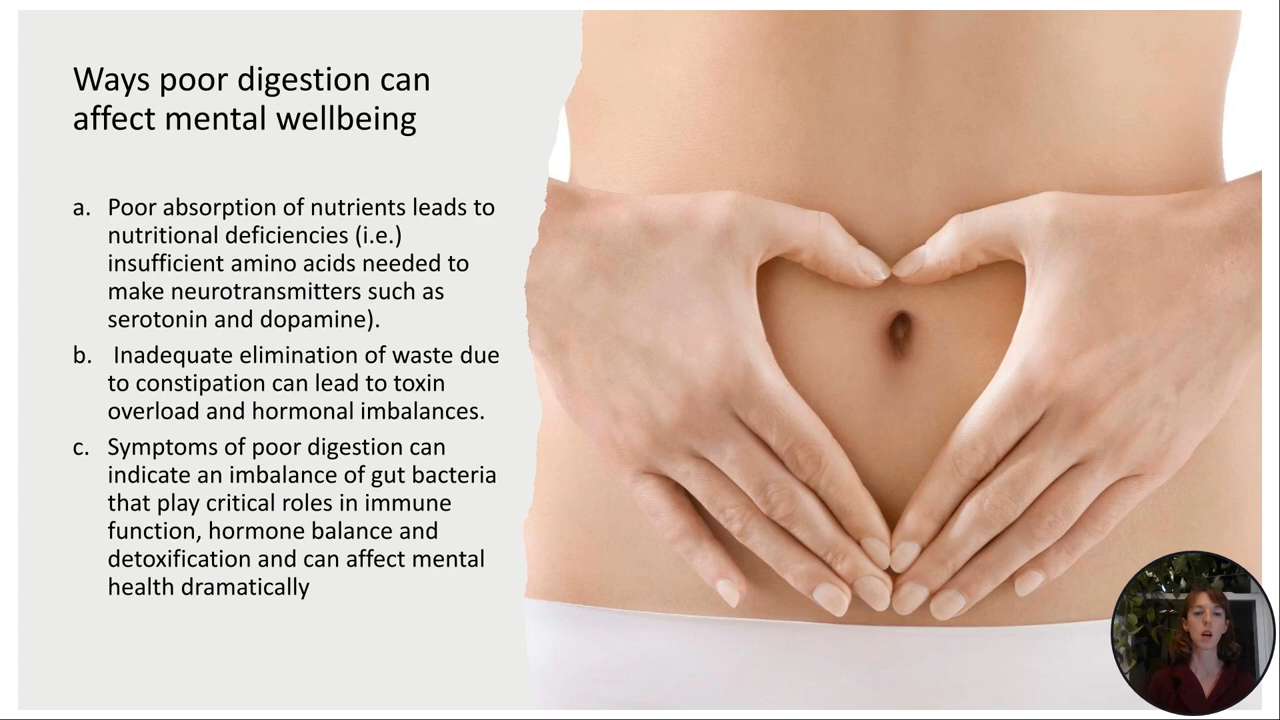 Ways poor digestion can
affect mental wellbeing
a. Poor absorption of nutrients leads to
nutritional deficiencies (i.e.)
insufficient amino acids needed to
make neurotransmitters such as
serotonin and dopamine).
b. Inadequate elimination of waste due
to constipation can lead to toxin
overload and hormonal imbalances.
c. Symptoms of poor digestion can
indicate an imbalance of gut bacteria
that play critical roles in immune
function, hormone balance and
detoxification and can affect mental
health dramatically